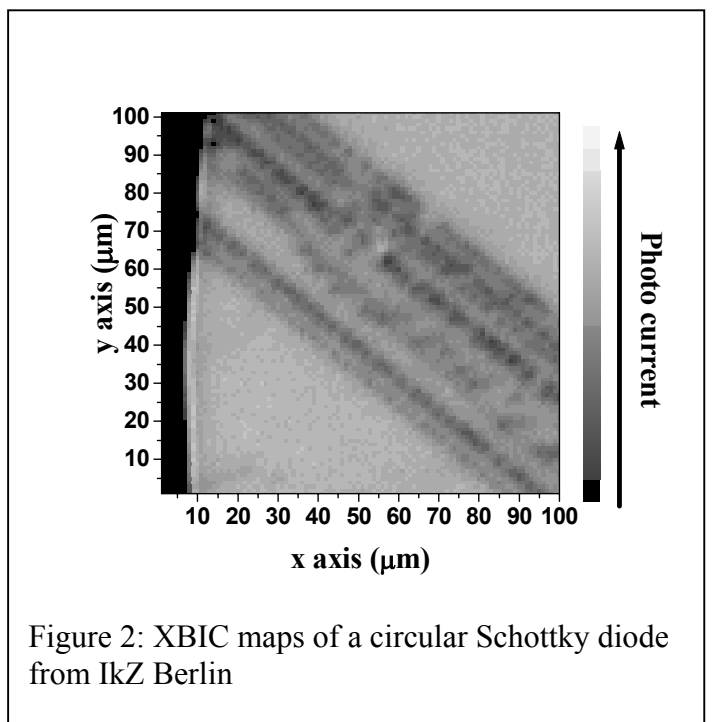 100
90
80
70
60
50
40
30
20
10
y axis (μm)
10 20 30 40 50 60 70 80 90 100
x axis (μm)
Photo current
Figure 2: XBIC maps of a circular Schottky diode
from IkZ Berlin